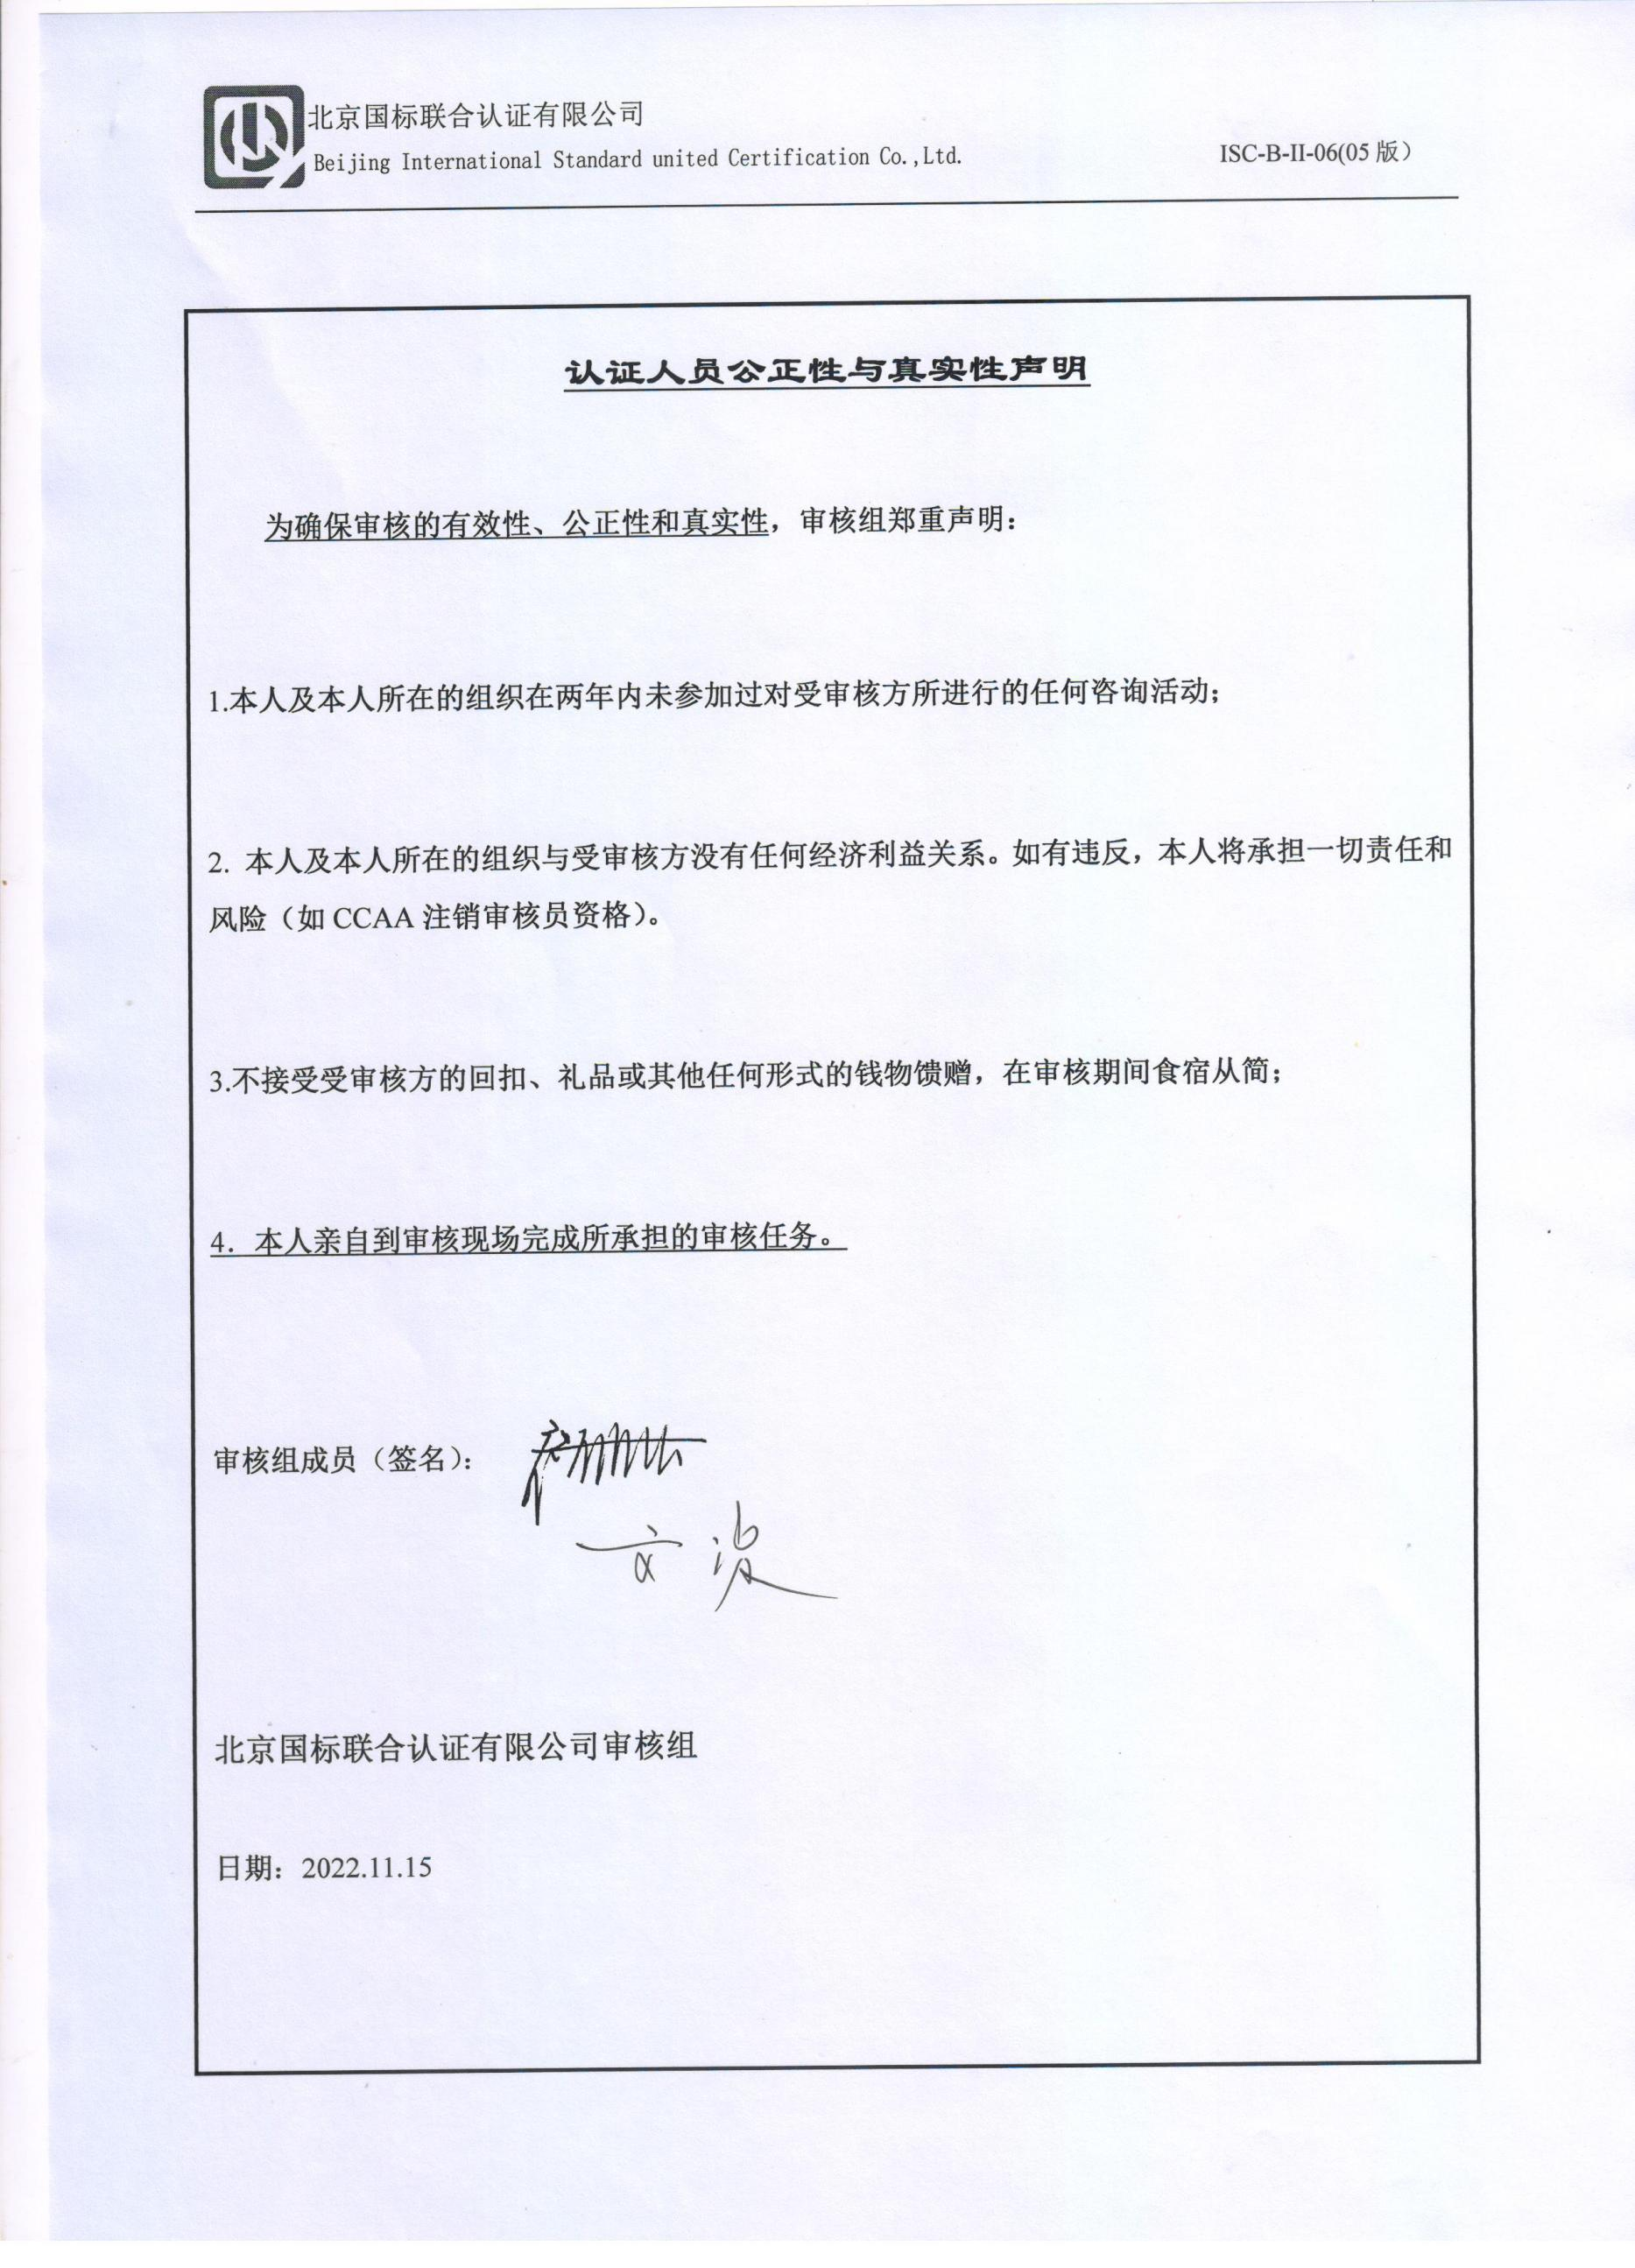 北京国标联合认证有限公司
Beijing International Standard united Certification Co.,Ltd.
ISC-B-II-06(05 版）
认证人员公正性与真实性声明
为确保审核的有效性、公正性和真实性，审核组郑重声明：
1.本人及本人所在的组织在两年内未参加过对受审核方所进行的任何咨询活动；
2. 本人及本人所在的组织与受审核方没有任何经济利益关系。如有违反，本人将承担一切责任和
风险（如 CCAA 注销审核员资格）。
3.不接受受审核方的回扣、礼品或其他任何形式的钱物馈赠，在审核期间食宿从简；
4. 本人亲自到审核现场完成所承担的审核任务。
审核组成员（签名）：
文波
北京国标联合认证有限公司审核组
日期：2022.11.15